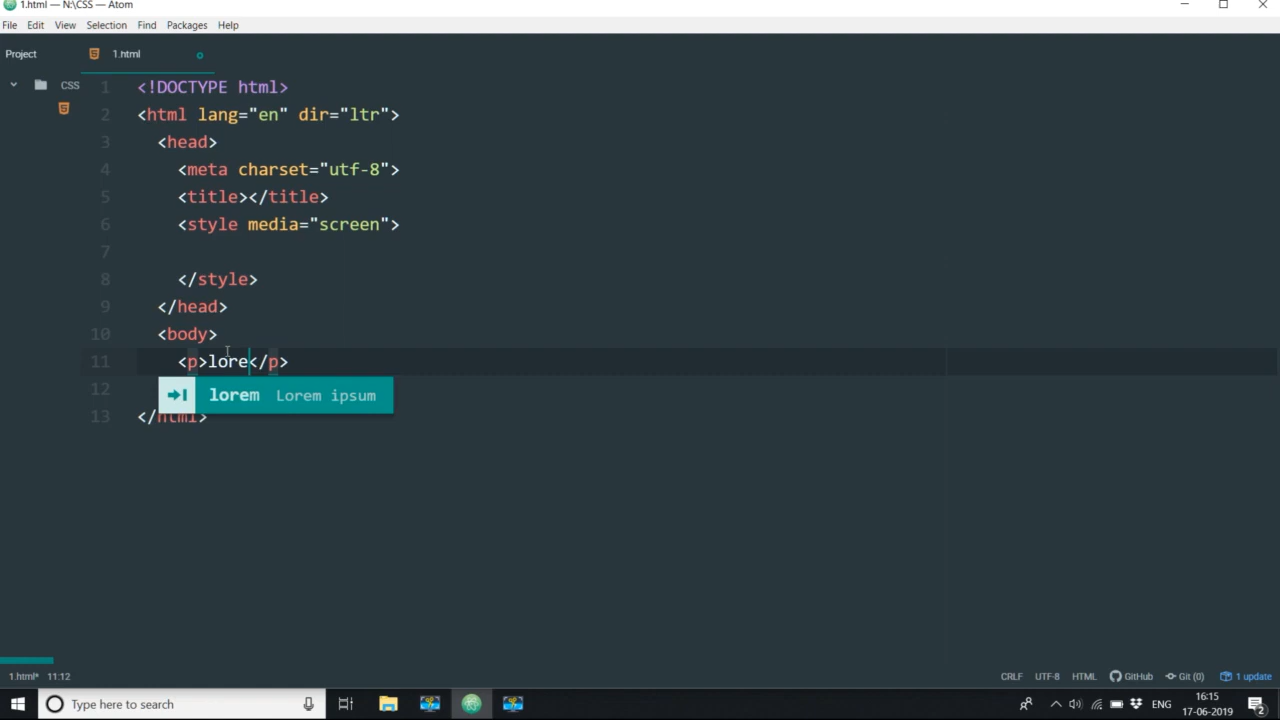 1.html — N:\CSS — Atom
File Edit View Selection Find Packages Help
Project 1.html
CSS
1 <!DOCTYPE html>
2 <html lang="en" dir="ltr">
3 <head>
4 <meta charset="utf-8">
5 <title></title>
6 <style media="screen">
7
8 </style>
9 </head>
10 <body>
11 <p>lore</p>
12
lorem Lorem ipsum
13 </html>
1.html* 11:12 CRLF UTF-8 HTML GitHub Git (0) 1 update
Type here to search ENG 16:15
17-06-2019 2